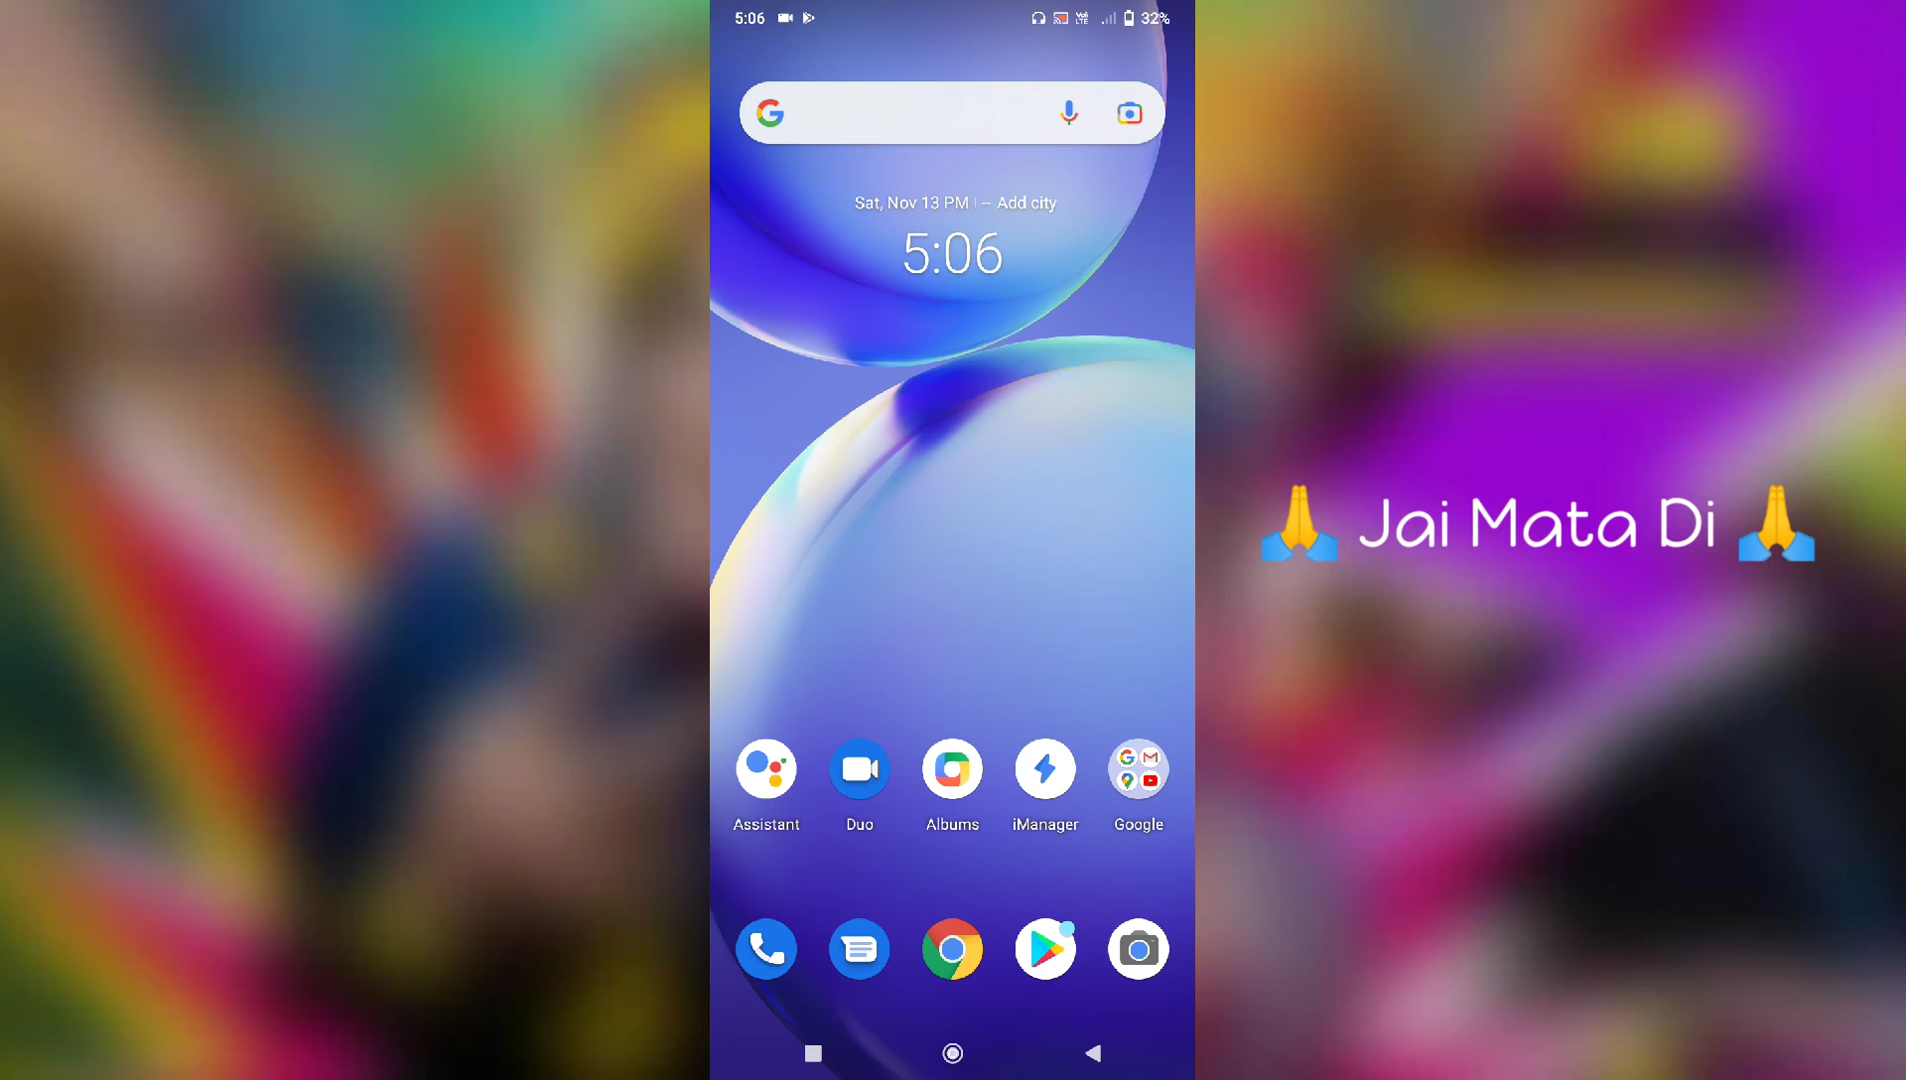 5:06 32%
Sat, Nov 13 PM | -- Add city
5:06
🙏 Jai Mata Di 🙏
Assistant Duo Albums iManager Google